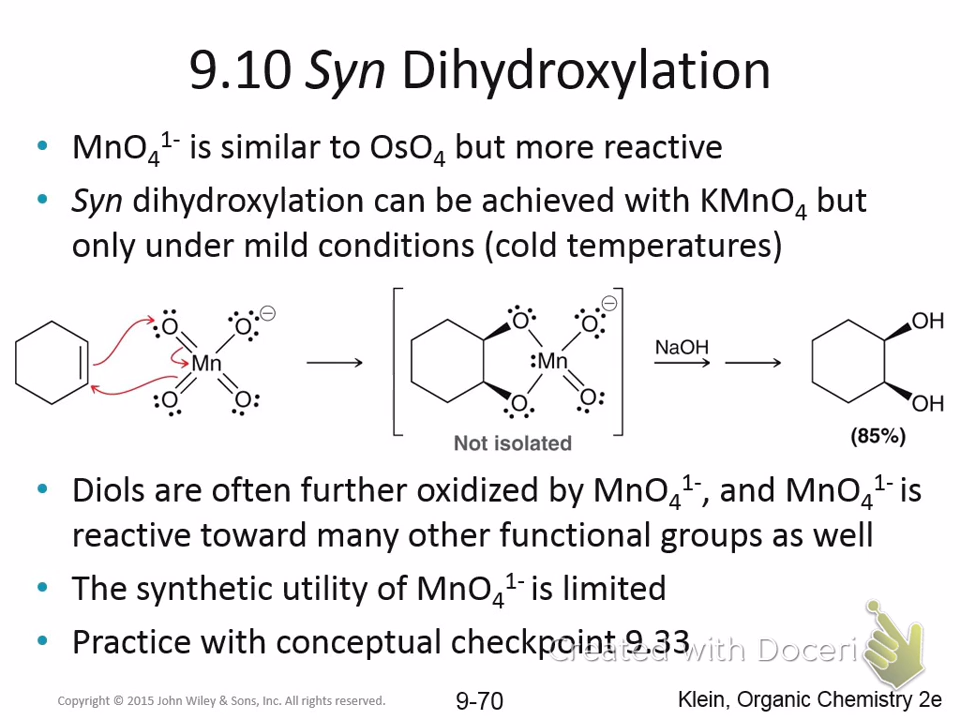 9.10 Syn Dihydroxylation
• MnO₄¹⁻ is similar to OsO₄ but more reactive
• Syn dihydroxylation can be achieved with KMnO₄ but
only under mild conditions (cold temperatures)
O O ⊖
Mn
O O
O O ⊖
:Mn
O O
Not isolated
NaOH
OH
OH
(85%)
• Diols are often further oxidized by MnO₄¹⁻, and MnO₄¹⁻ is
reactive toward many other functional groups as well
• The synthetic utility of MnO₄¹⁻ is limited
• Practice with conceptual checkpoint 9.33
Created with Doceri
Copyright © 2015 John Wiley & Sons, Inc. All rights reserved.
9-70
Klein, Organic Chemistry 2e